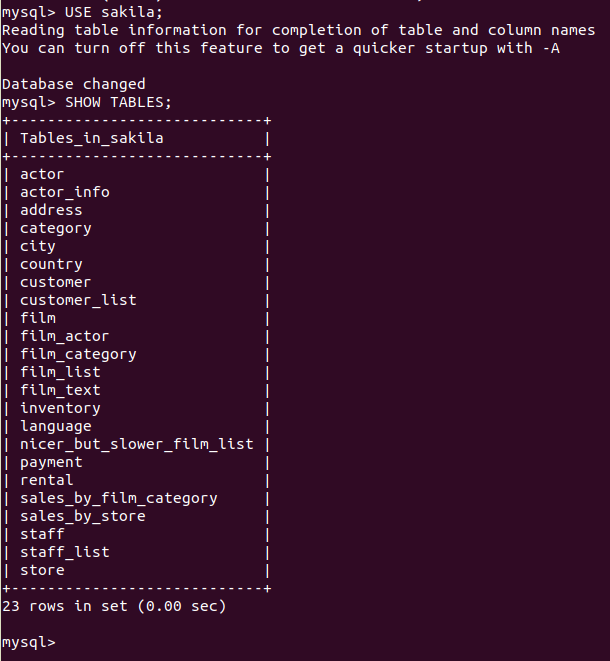 mysql> USE sakila;
Reading table information for completion of table and column names
You can turn off this feature to get a quicker startup with -A

Database changed
mysql> SHOW TABLES;
+----------------------------+
| Tables_in_sakila           |
+----------------------------+
| actor                      |
| actor_info                 |
| address                    |
| category                   |
| city                       |
| country                    |
| customer                   |
| customer_list              |
| film                       |
| film_actor                 |
| film_category              |
| film_list                  |
| film_text                  |
| inventory                  |
| language                   |
| nicer_but_slower_film_list |
| payment                    |
| rental                     |
| sales_by_film_category     |
| sales_by_store             |
| staff                      |
| staff_list                 |
| store                      |
+----------------------------+
23 rows in set (0.00 sec)

mysql>